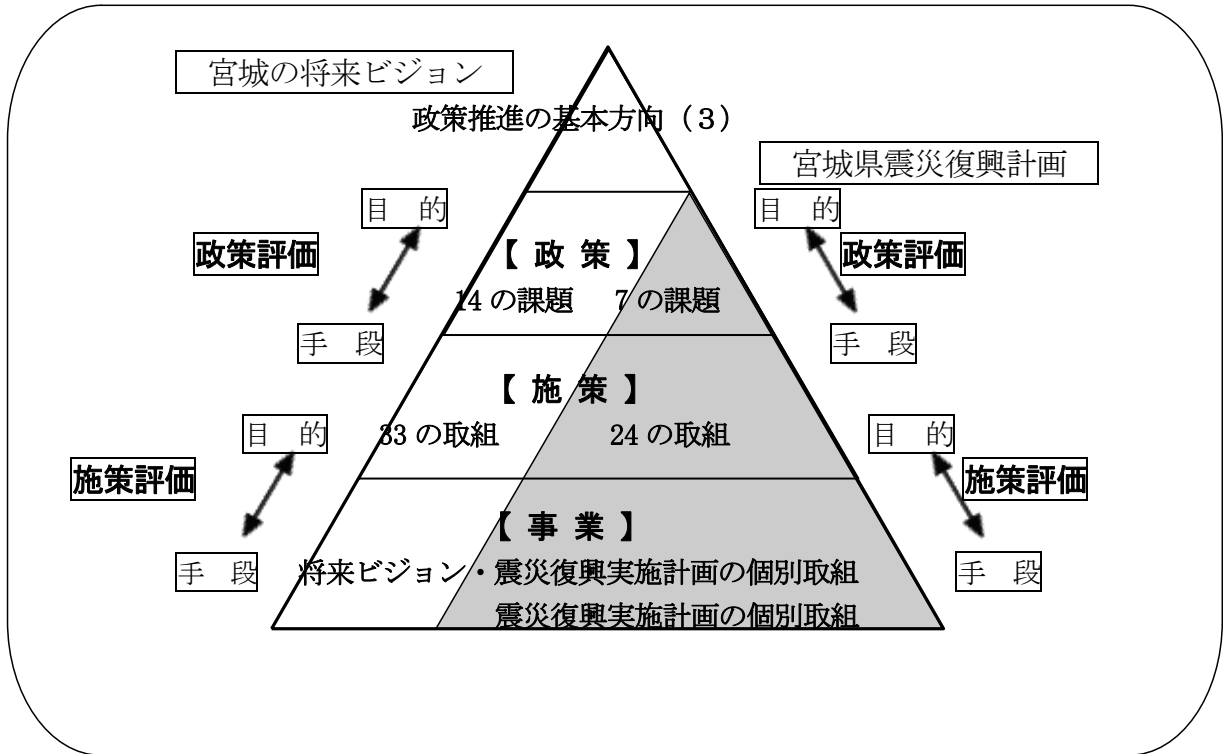 宮城の将来ビジョン
政策推進の基本方向（３）
宮城県震災復興計画
目　的
目　的
政策評価
【 政 策 】
政策評価
14 の課題　7 の課題
手　段
手　段
【 施 策 】
目　的
33 の取組　24 の取組
目　的
施策評価
施策評価
【 事 業 】
手　段
将来ビジョン・震災復興実施計画の個別取組
手　段
震災復興実施計画の個別取組